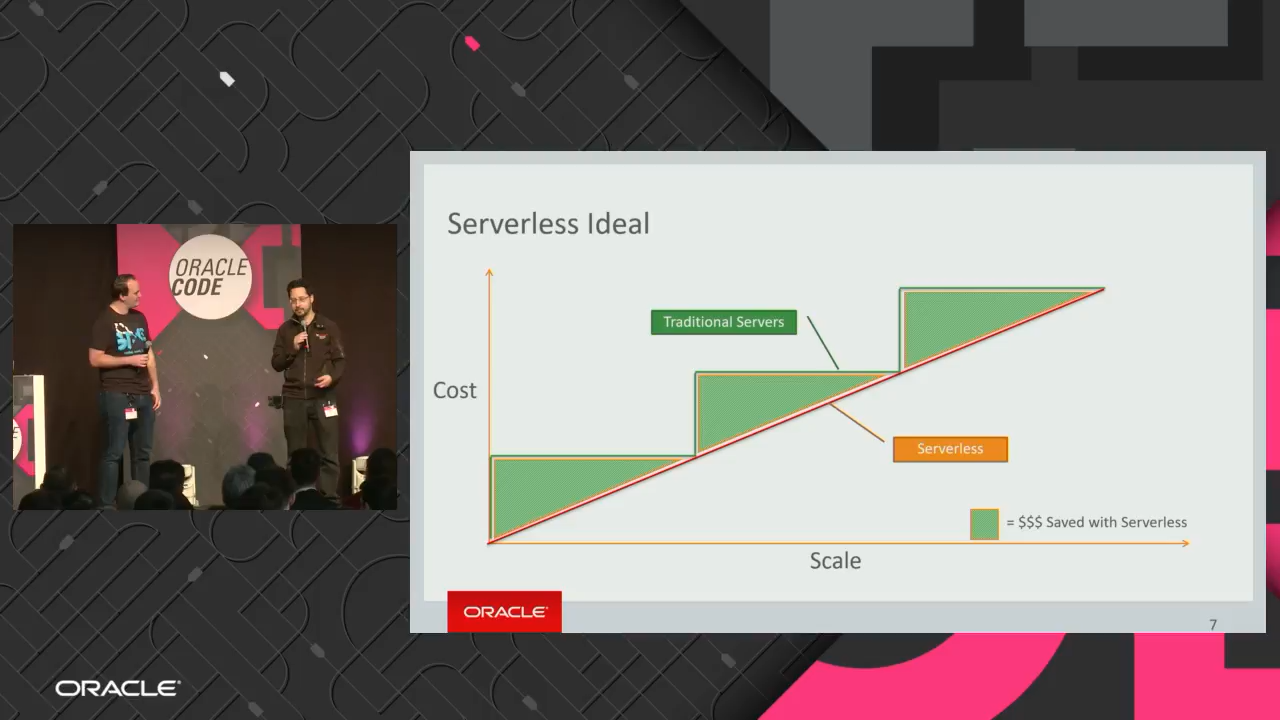 ORACLE
CODE
Serverless Ideal
Traditional Servers
Cost
Serverless
= $$$ Saved with Serverless
Scale
ORACLE
7
ORACLE